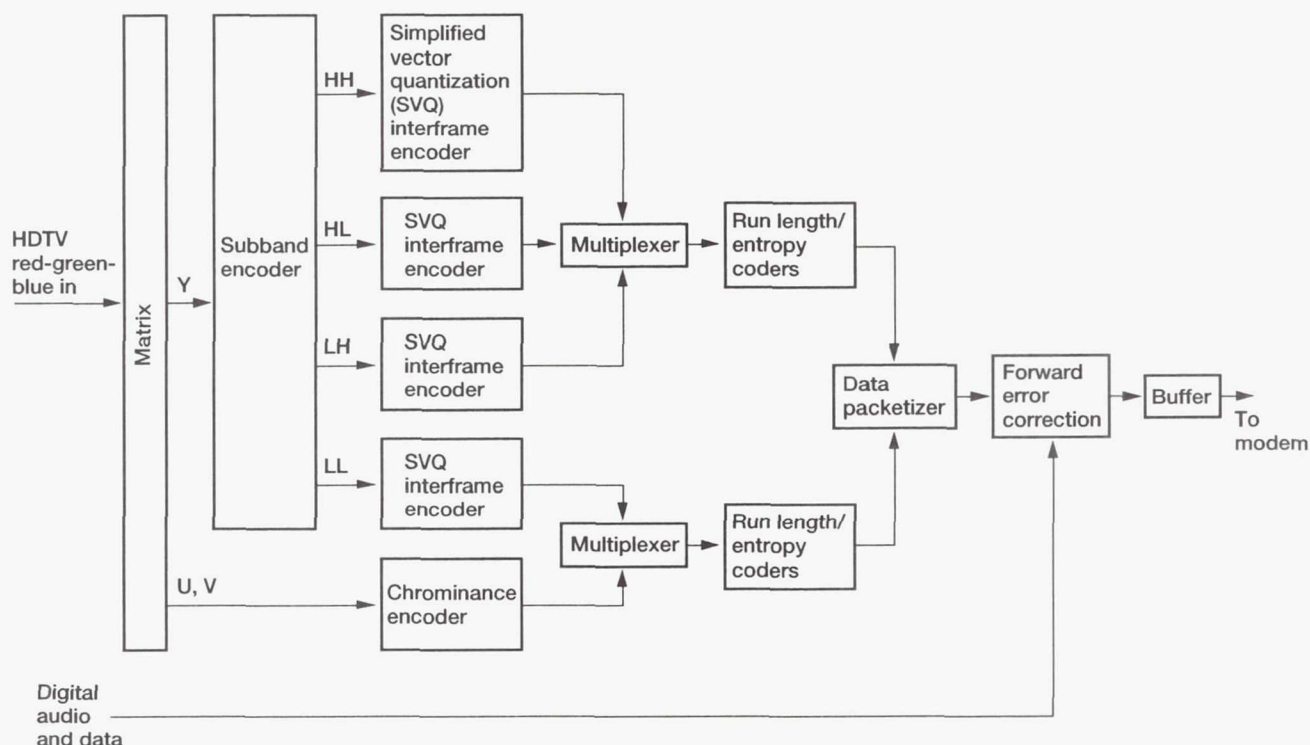 HDTV
red-green-
blue in
Matrix
Y
U, V
Subband
encoder
HH
HL
LH
LL
Simplified
vector
quantization
(SVQ)
interframe
encoder
SVQ
interframe
encoder
SVQ
interframe
encoder
SVQ
interframe
encoder
Chrominance
encoder
Multiplexer
Multiplexer
Run length/
entropy
coders
Run length/
entropy
coders
Data
packetizer
Forward
error
correction
Buffer
To
modem
Digital
audio
and data